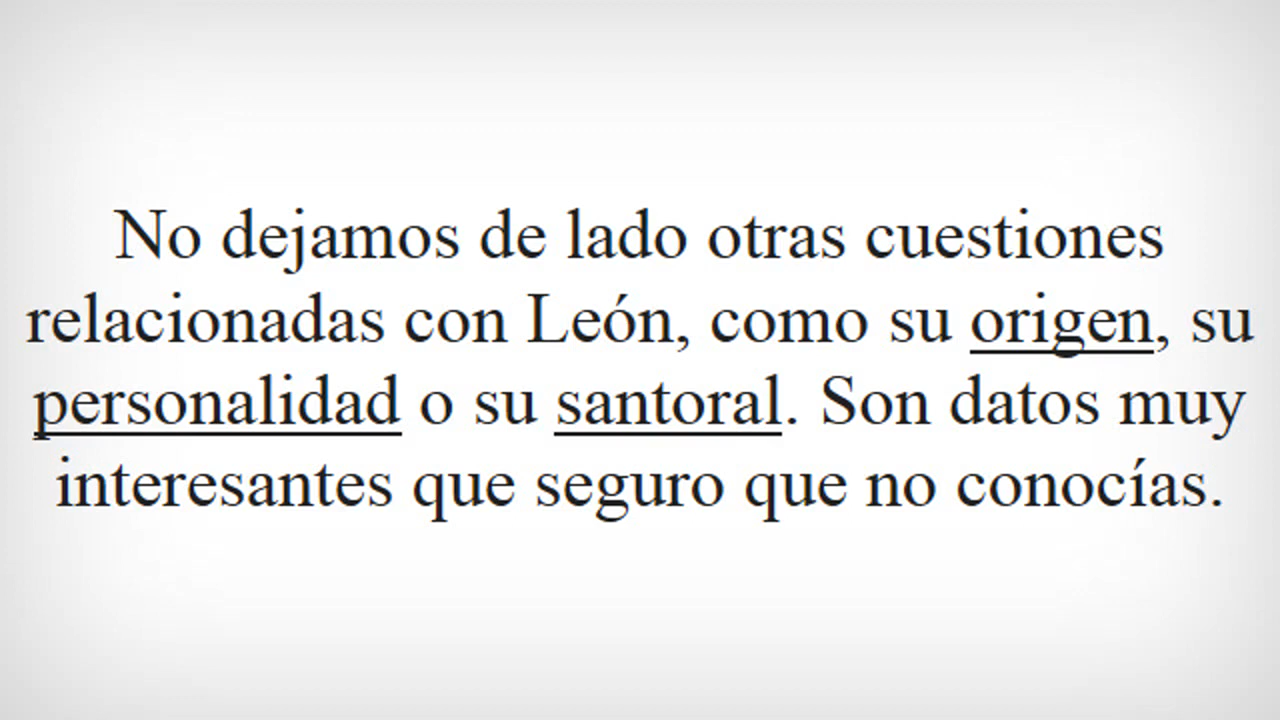 No dejamos de lado otras cuestiones
relacionadas con León, como su origen, su
personalidad o su santoral. Son datos muy
interesantes que seguro que no conocías.